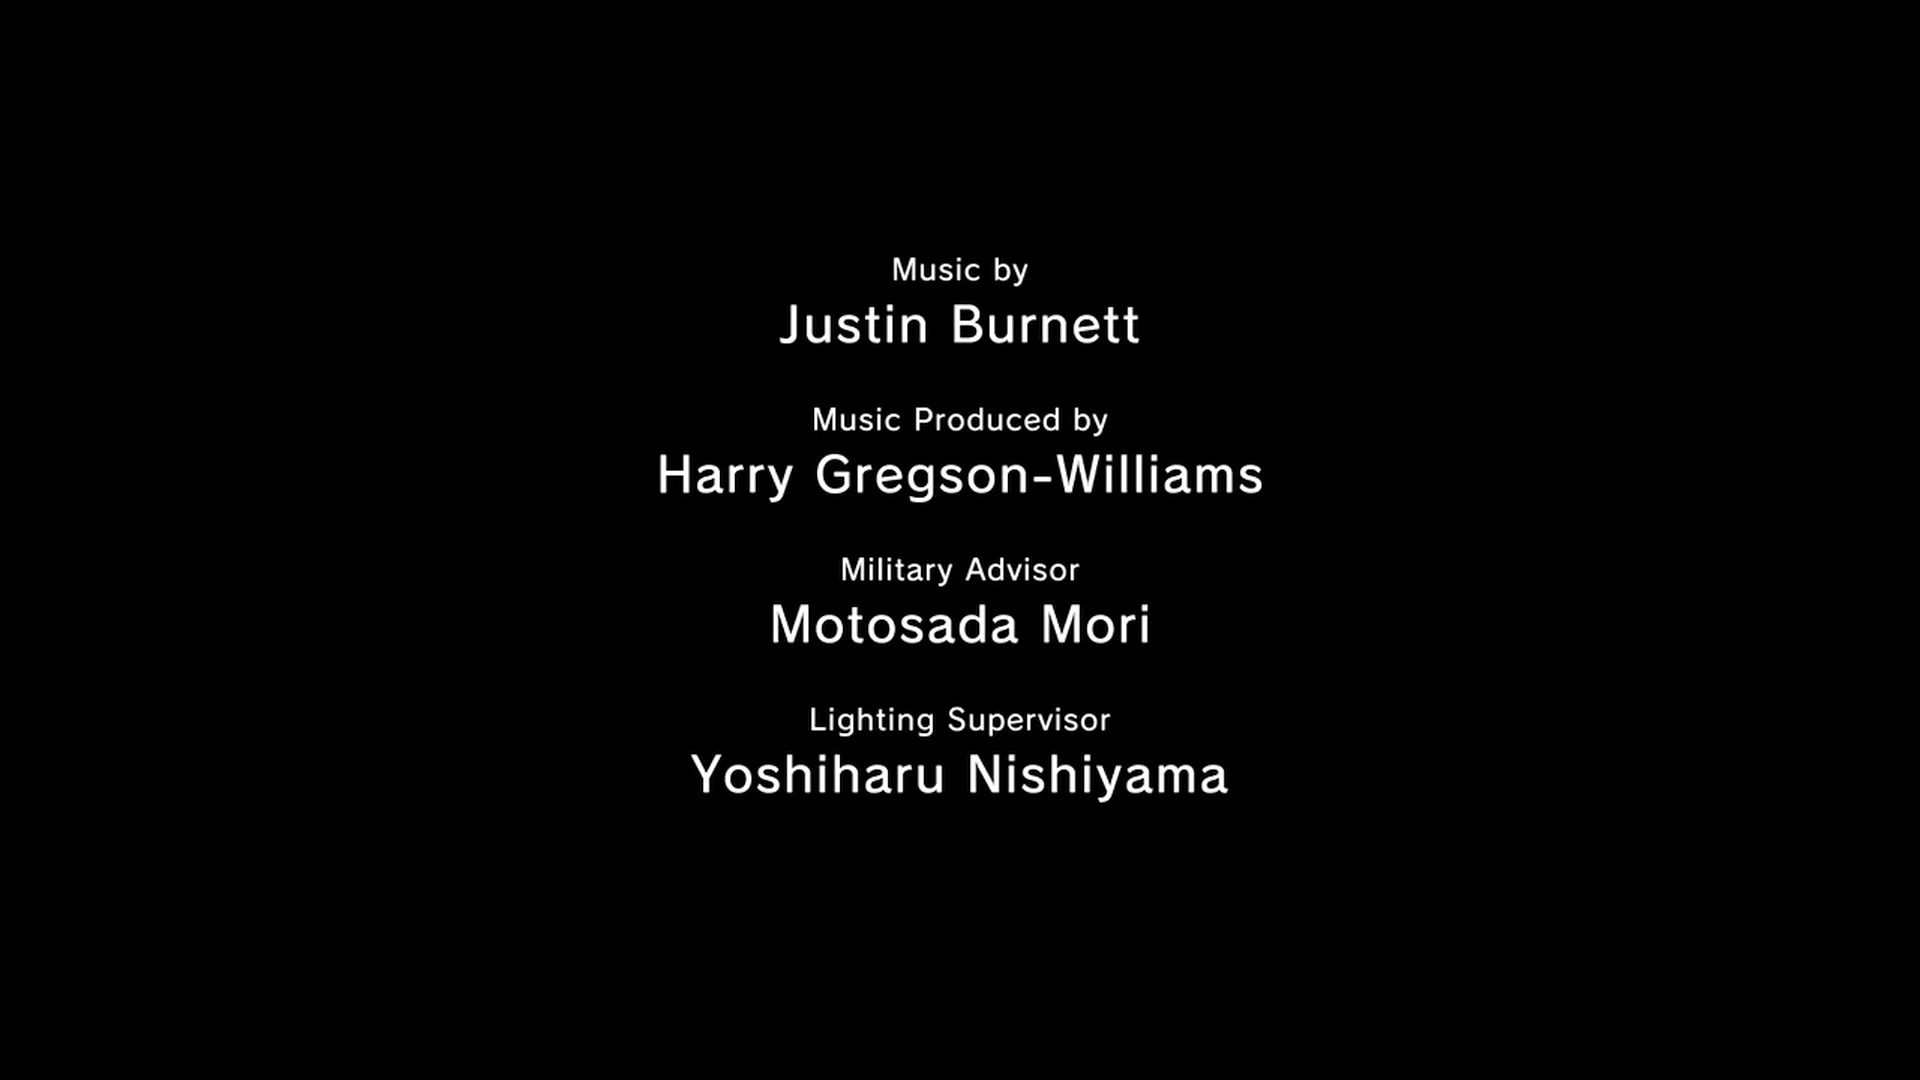 Music by
Justin Burnett
Music Produced by
Harry Gregson-Williams
Military Advisor
Motosada Mori
Lighting Supervisor
Yoshiharu Nishiyama